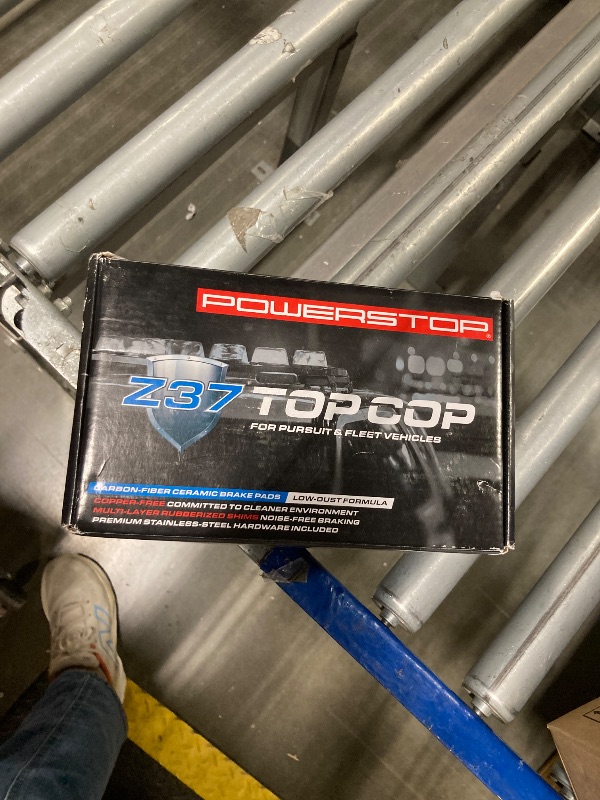 POWERSTOP®
Z37 TOP COP
FOR PURSUIT & FLEET VEHICLES
CARBON-FIBER CERAMIC BRAKE PADS LOW-DUST FORMULA
COPPER-FREE COMMITTED TO CLEANER ENVIRONMENT
MULTI-LAYER RUBBERIZED SHIMS NOISE-FREE BRAKING
PREMIUM STAINLESS-STEEL HARDWARE INCLUDED